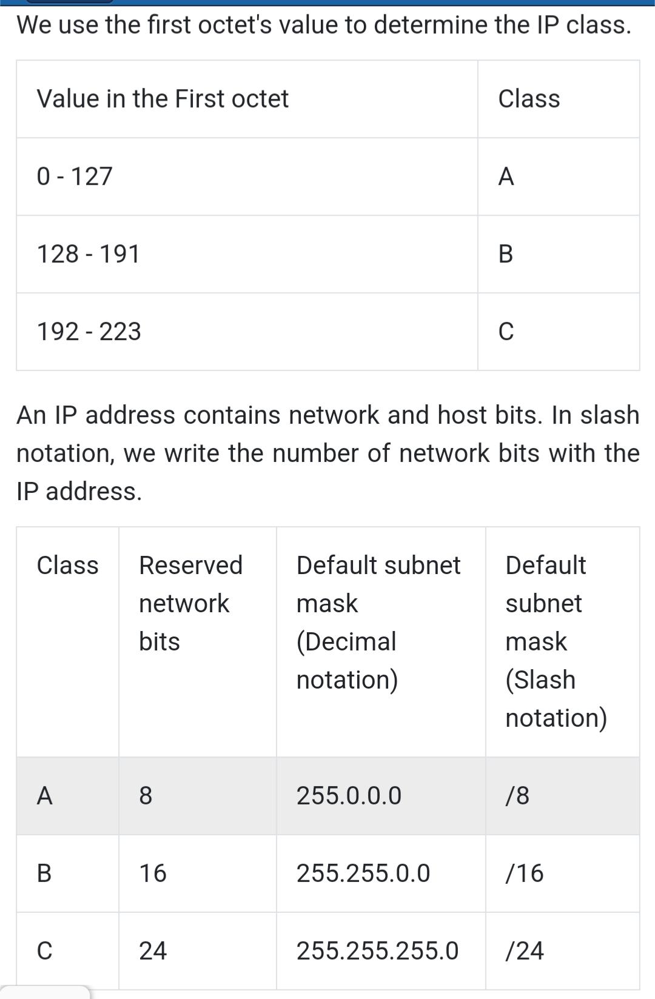 We use the first octet's value to determine the IP class.
Value in the First octet Class
0 - 127 A
128 - 191 B
192 - 223 C
An IP address contains network and host bits. In slash
notation, we write the number of network bits with the
IP address.
Class Reserved Default subnet Default
network mask subnet
bits (Decimal mask
notation) (Slash
notation)
A 8 255.0.0.0 /8
B 16 255.255.0.0 /16
C 24 255.255.255.0 /24